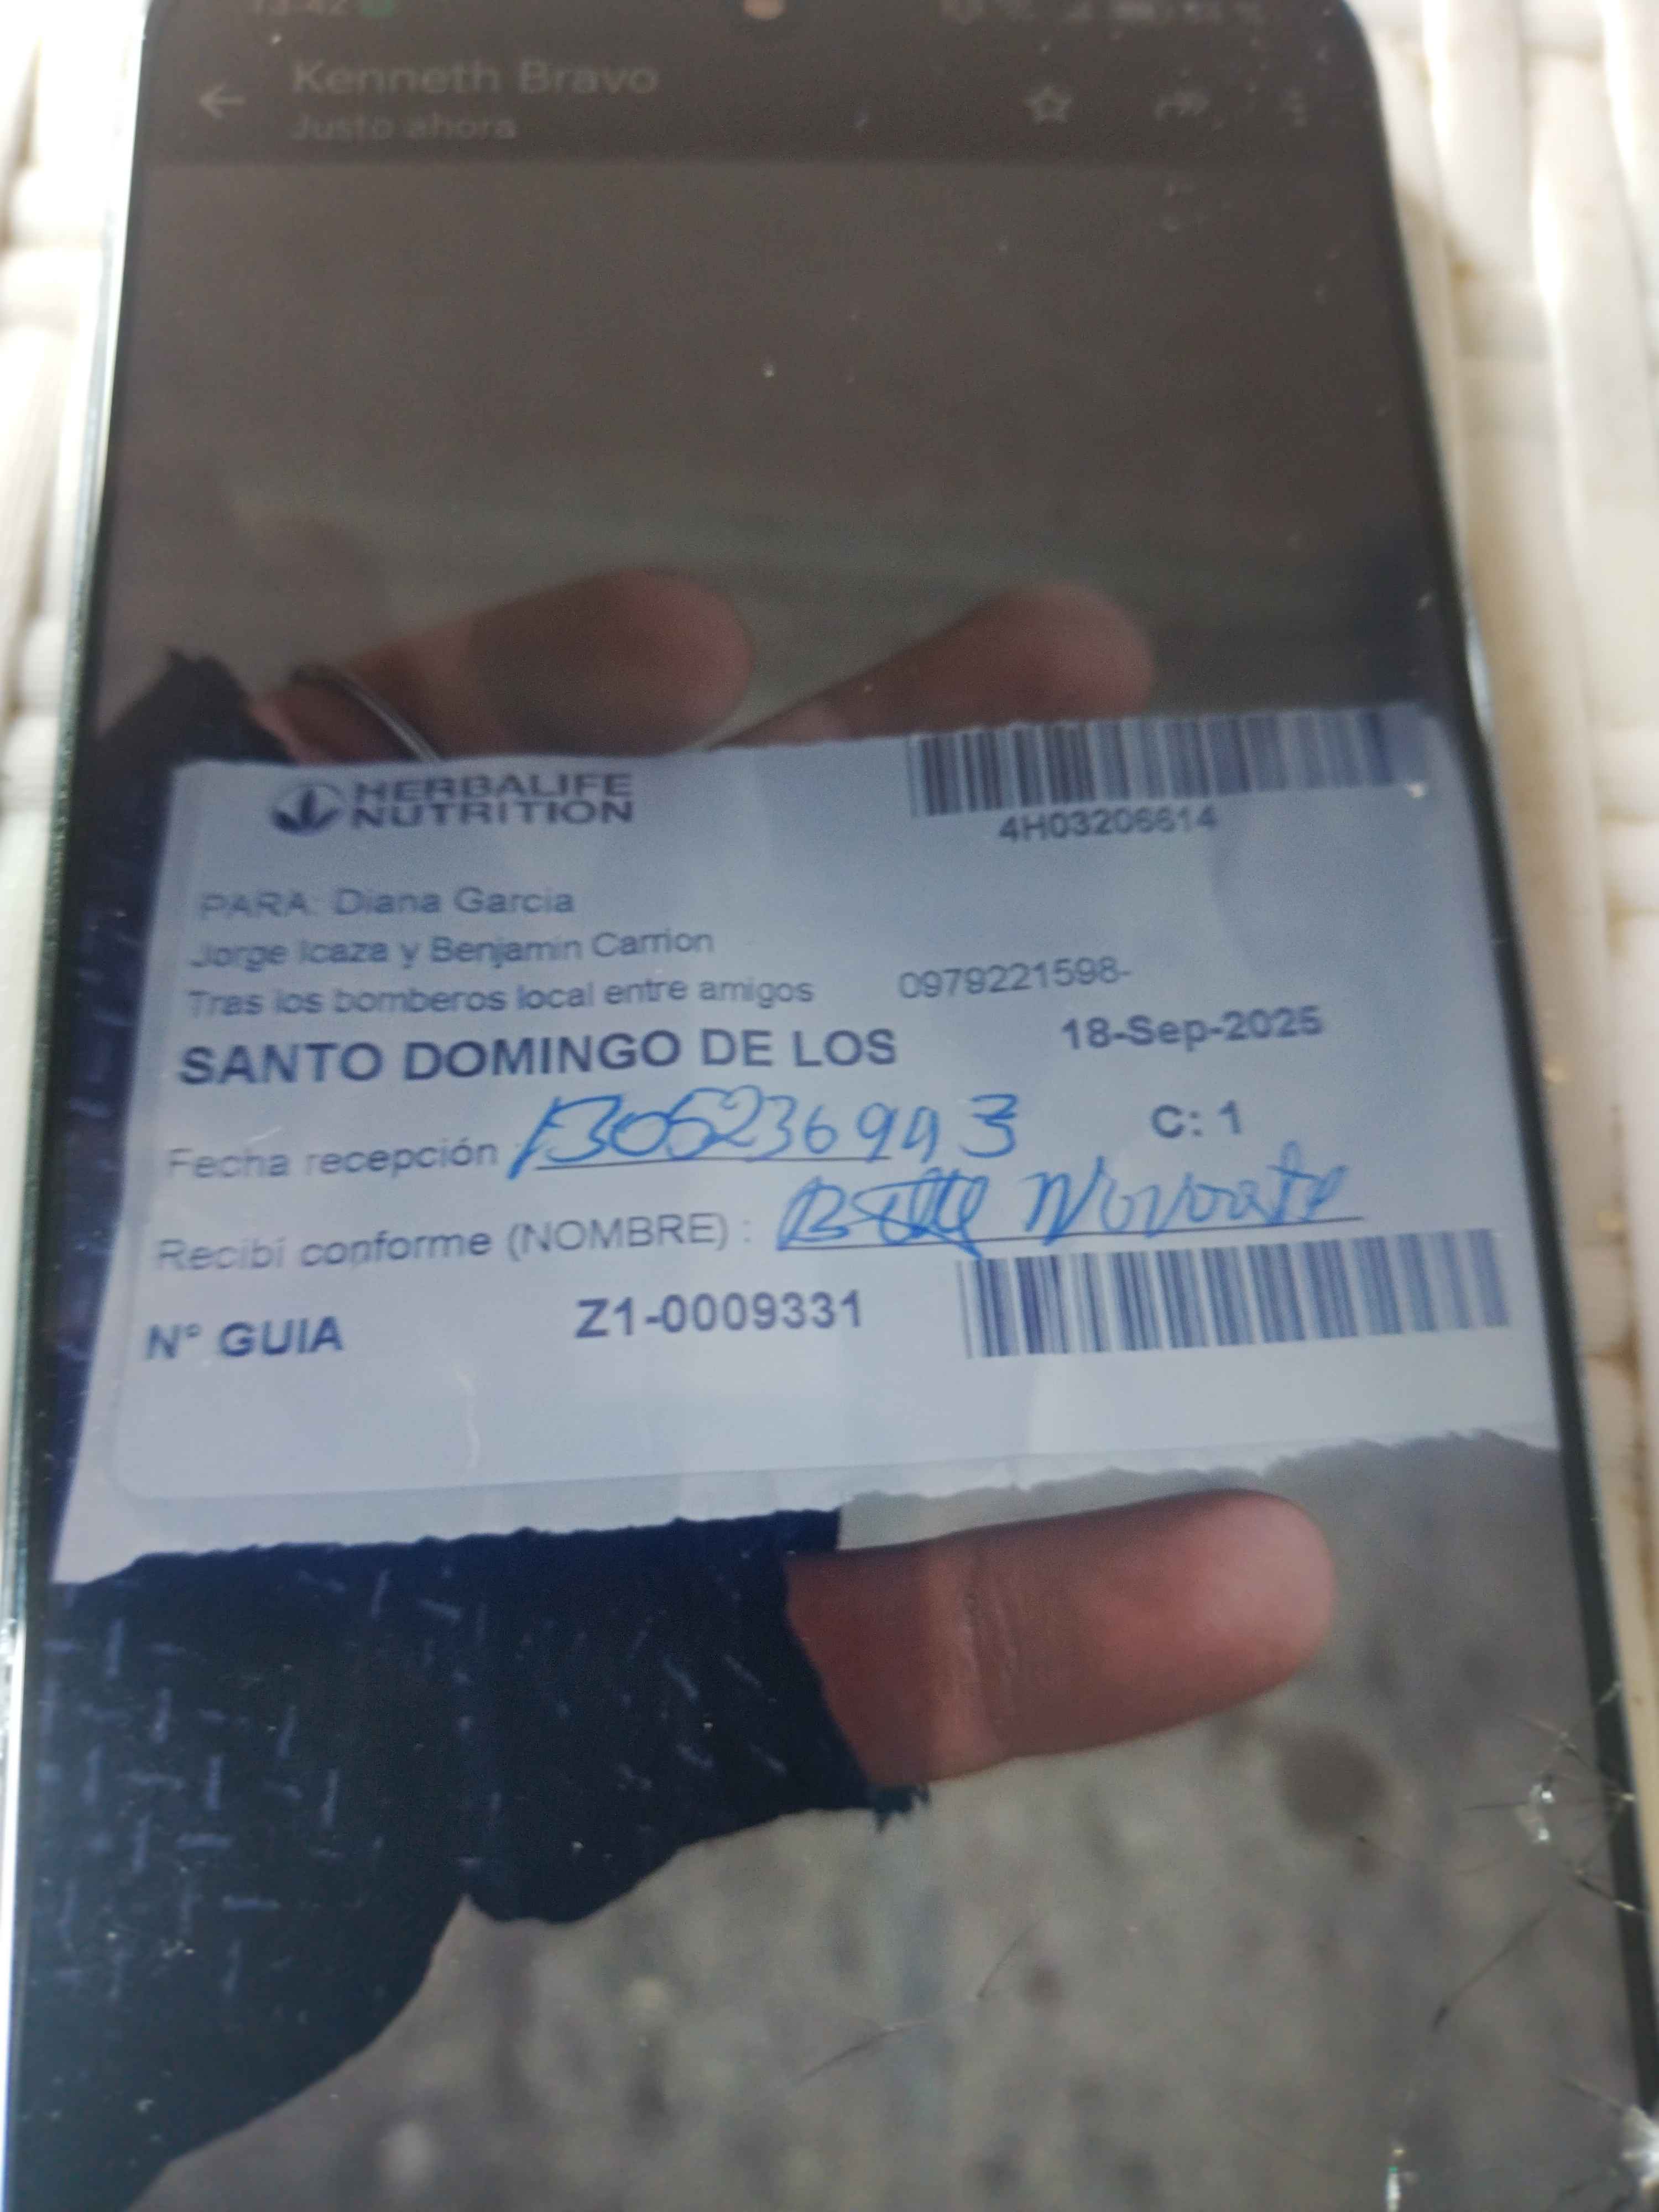 Kenneth Bravo
Justo ahora
HERBALIFE
NUTRITION
4H03206614
PARA: Diana Garcia
Jorge Icaza y Benjamin Carrion
Tras los bomberos local entre amigos 0979221598-
SANTO DOMINGO DE LOS 18-Sep-2025
Fecha recepción 1305236943 C: 1
Recibí conforme (NOMBRE) :
N° GUIA Z1-0009331